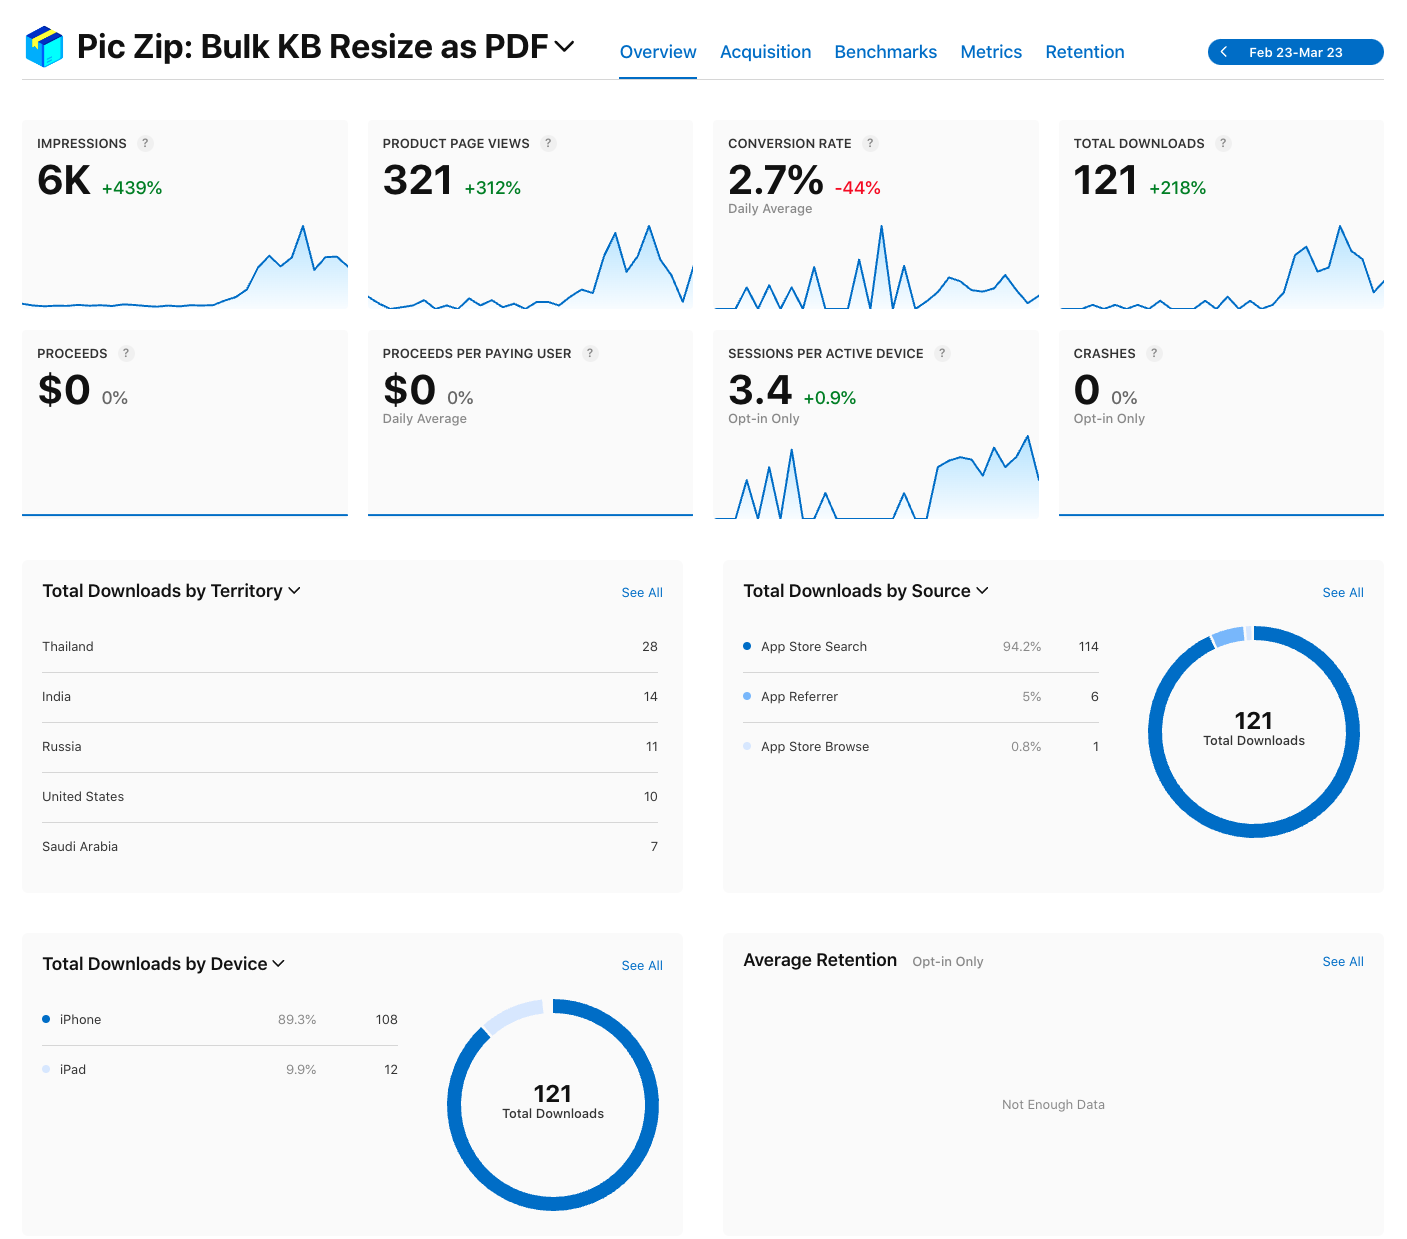 Pic Zip: Bulk KB Resize as PDF
Overview Acquisition Benchmarks Metrics Retention
Feb 23-Mar 23
IMPRESSIONS ?
6K +439%
PRODUCT PAGE VIEWS ?
321 +312%
CONVERSION RATE ?
2.7% -44%
Daily Average
TOTAL DOWNLOADS ?
121 +218%
PROCEEDS ?
$0 0%
PROCEEDS PER PAYING USER ?
$0 0%
Daily Average
SESSIONS PER ACTIVE DEVICE ?
3.4 +0.9%
Opt-in Only
CRASHES ?
0 0%
Opt-in Only
Total Downloads by Territory
See All
Thailand 28
India 14
Russia 11
United States 10
Saudi Arabia 7
Total Downloads by Source
See All
App Store Search 94.2% 114
App Referrer 5% 6
App Store Browse 0.8% 1
121
Total Downloads
Total Downloads by Device
See All
iPhone 89.3% 108
iPad 9.9% 12
121
Total Downloads
Average Retention Opt-in Only
See All
Not Enough Data